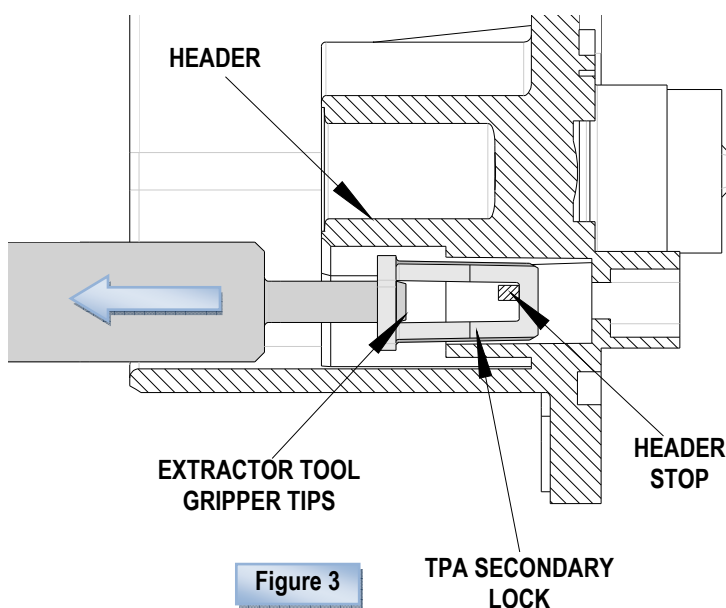 HEADER
EXTRACTOR TOOL
GRIPPER TIPS
HEADER
STOP
TPA SECONDARY
LOCK
Figure 3